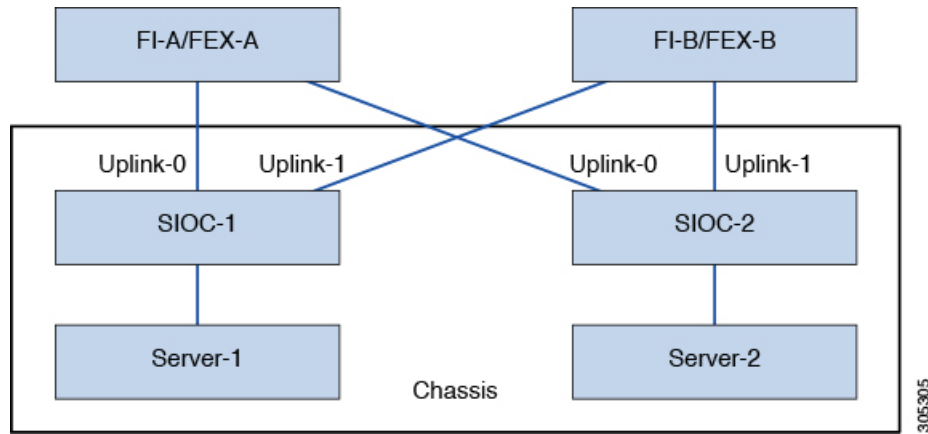 FI-A/FEX-A
FI-B/FEX-B
Uplink-0
Uplink-1
Uplink-0
Uplink-1
SIOC-1
SIOC-2
Server-1
Server-2
Chassis
305305